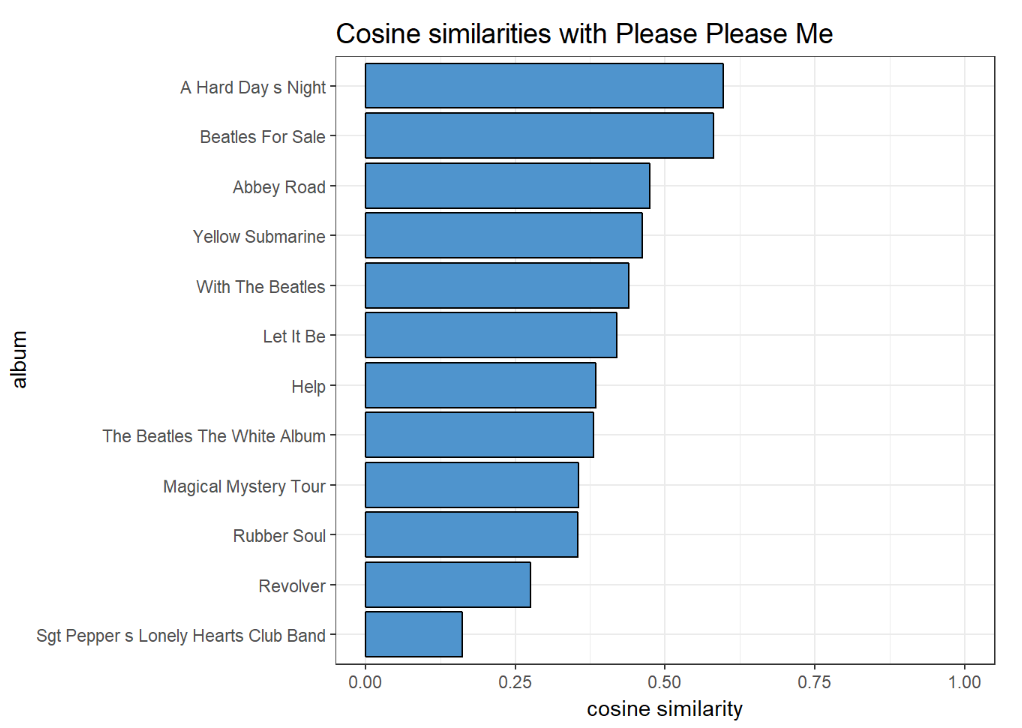 Cosine similarities with Please Please Me
A Hard Day s Night
Beatles For Sale
Abbey Road
Yellow Submarine
With The Beatles
Let It Be
Help
The Beatles The White Album
Magical Mystery Tour
Rubber Soul
Revolver
Sgt Pepper s Lonely Hearts Club Band
album
0.00 0.25 0.50 0.75 1.00
cosine similarity